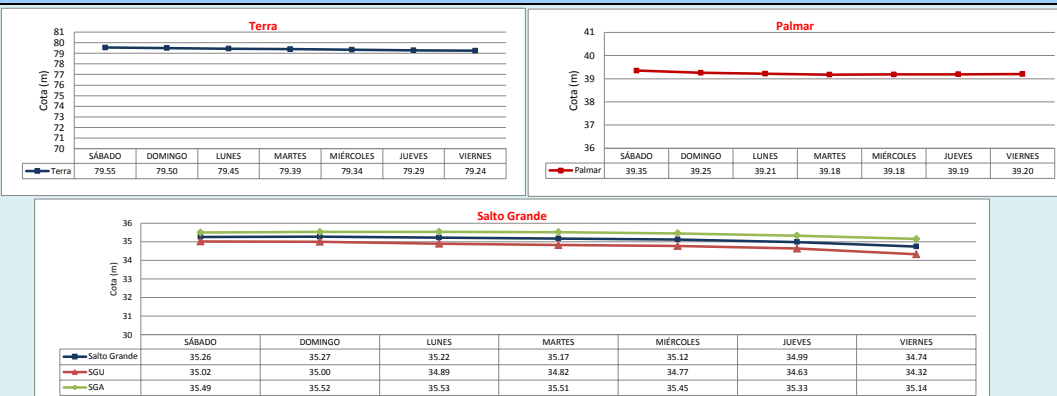 Terra
Cota (m)
81
80
79
78
77
76
75
74
73
72
71
70
SÁBADO DOMINGO LUNES MARTES MIÉRCOLES JUEVES VIERNES
Terra 79.55 79.50 79.45 79.39 79.34 79.29 79.24
Palmar
Cota (m)
41
40
39
38
37
36
SÁBADO DOMINGO LUNES MARTES MIÉRCOLES JUEVES VIERNES
Palmar 39.35 39.25 39.21 39.18 39.18 39.19 39.20
Salto Grande
Cota (m)
36
35
34
33
32
31
30
SÁBADO DOMINGO LUNES MARTES MIÉRCOLES JUEVES VIERNES
Salto Grande 35.26 35.27 35.22 35.17 35.12 34.99 34.74
SGU 35.02 35.00 34.89 34.82 34.77 34.63 34.32
SGA 35.49 35.52 35.53 35.51 35.45 35.33 35.14